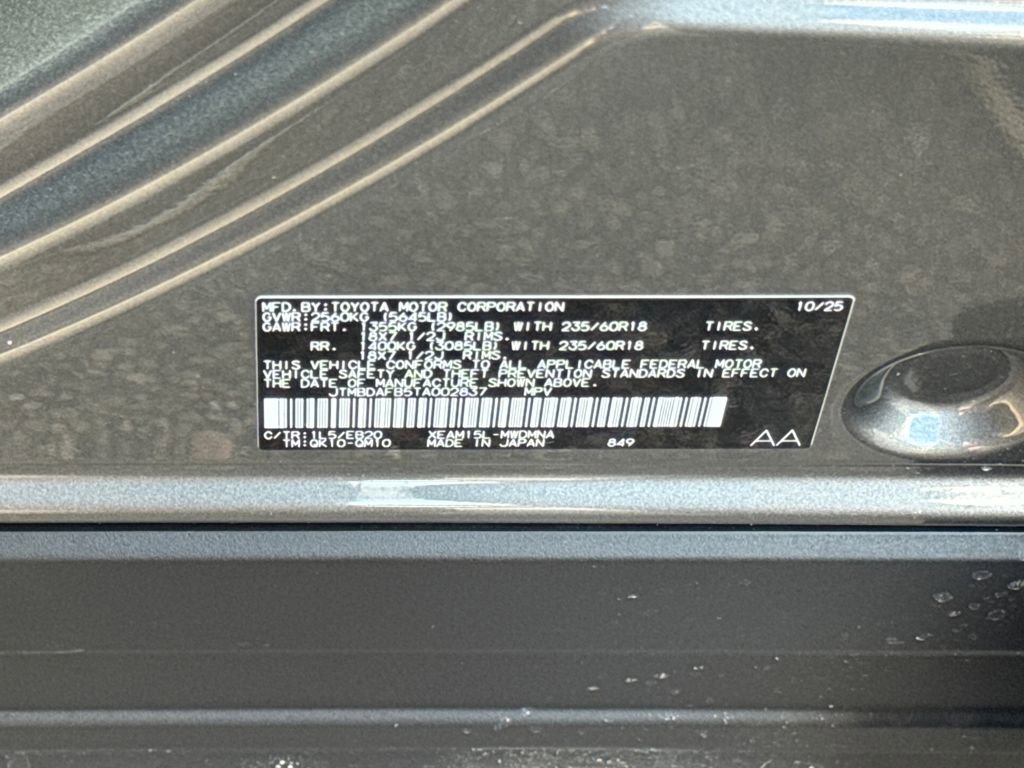 MFD. BY: TOYOTA MOTOR CORPORATION 10/25
GVWR: 2560KG (5645LB)
GAWR: FRT. 1355KG (2985LB) WITH 235/60R18 TIRES.
18X7 1/2J RIMS.
RR. 1400KG (3085LB) WITH 235/60R18 TIRES.
18X7 1/2J RIMS.
THIS VEHICLE CONFORMS TO ALL APPLICABLE FEDERAL MOTOR
VEHICLE SAFETY AND THEFT PREVENTION STANDARDS IN EFFECT ON
THE DATE OF MANUFACTURE SHOWN ABOVE.
JTMBDAFB5TA002837 MPV
C/TR: 1L5/EB20 XEAM15L-MWDMNA
TM: QK10-QM10 MADE IN JAPAN 849 AA